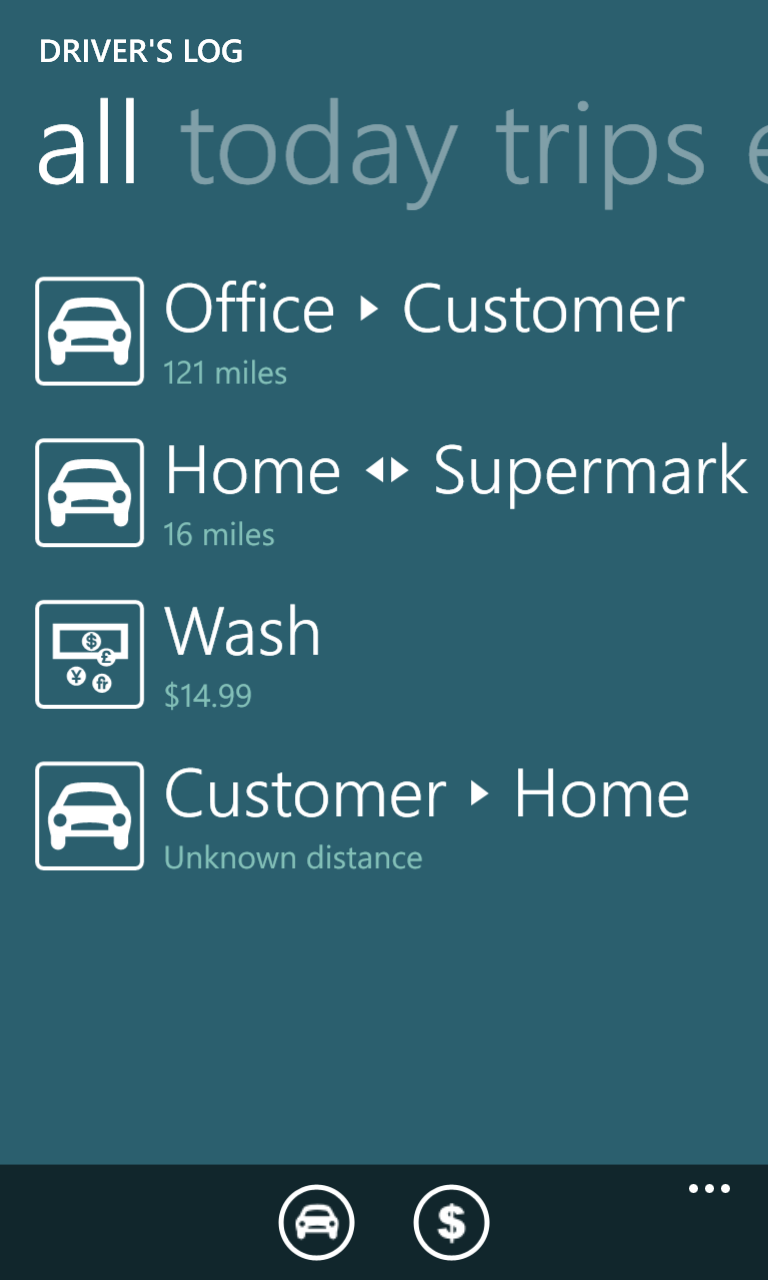 DRIVER'S LOG
all today trips e
Office ▸ Customer
121 miles
Home ◂▸ Supermark
16 miles
Wash
$14.99
Customer ▸ Home
Unknown distance
$